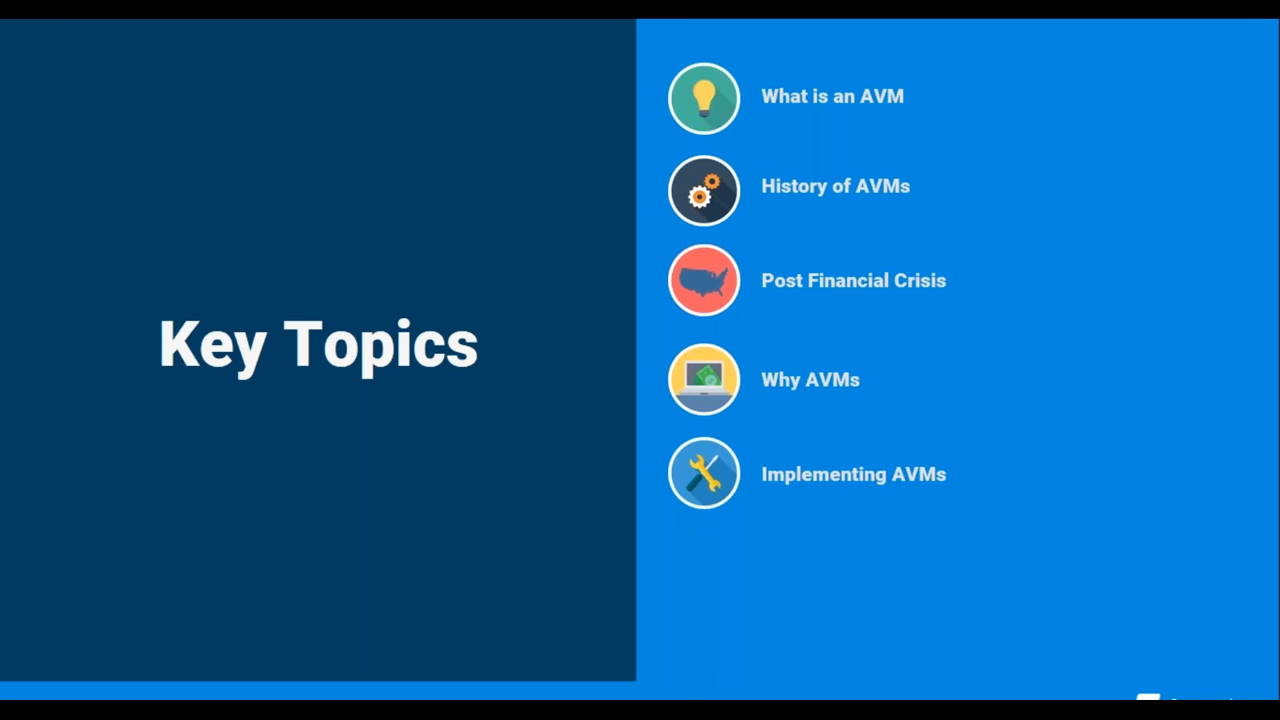 Key Topics
What is an AVM
History of AVMs
Post Financial Crisis
Why AVMs
Implementing AVMs